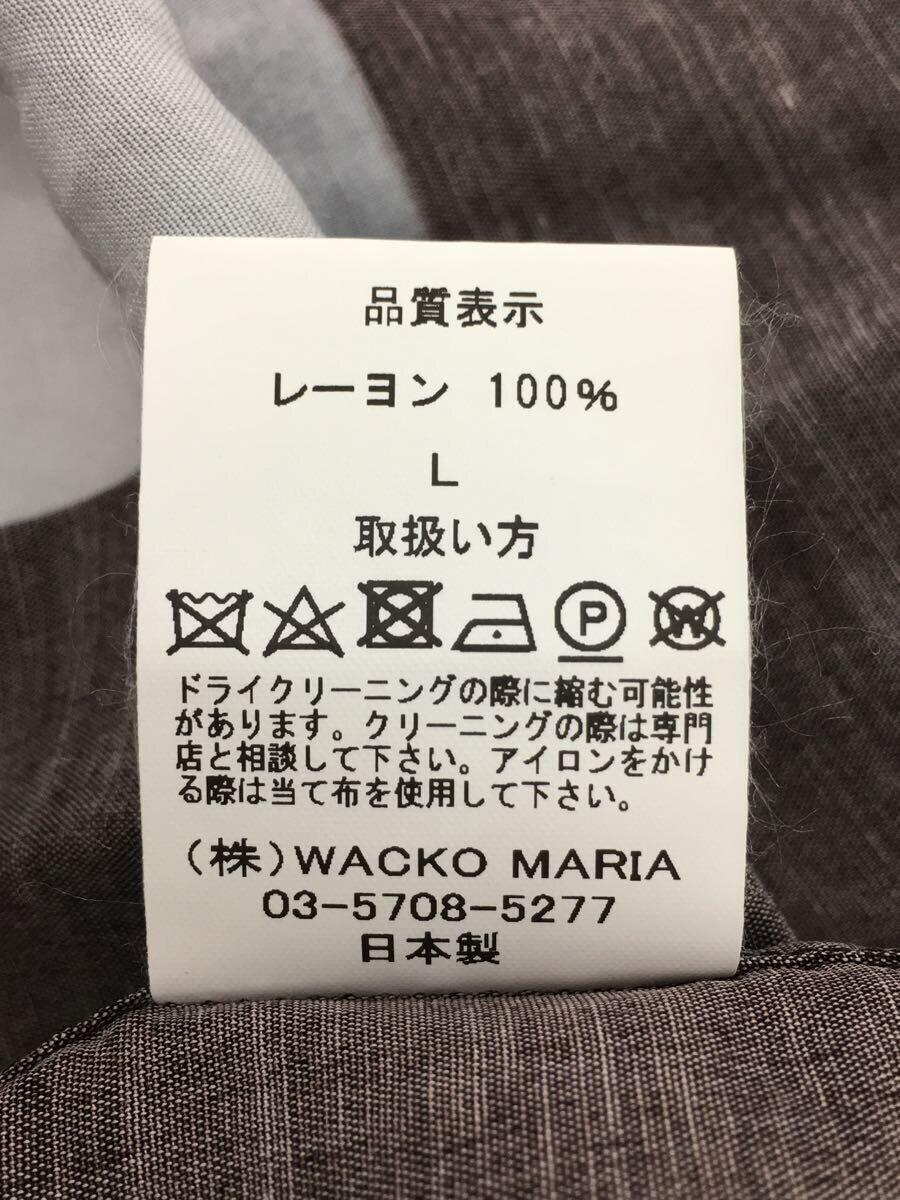 品質表示
レーヨン 100%
L
取扱い方
P W
ドライクリーニングの際に縮む可能性
があります。クリーニングの際は専門
店と相談して下さい。アイロンをかけ
る際は当て布を使用して下さい。
(株)WACKO MARIA
03-5708-5277
日本製